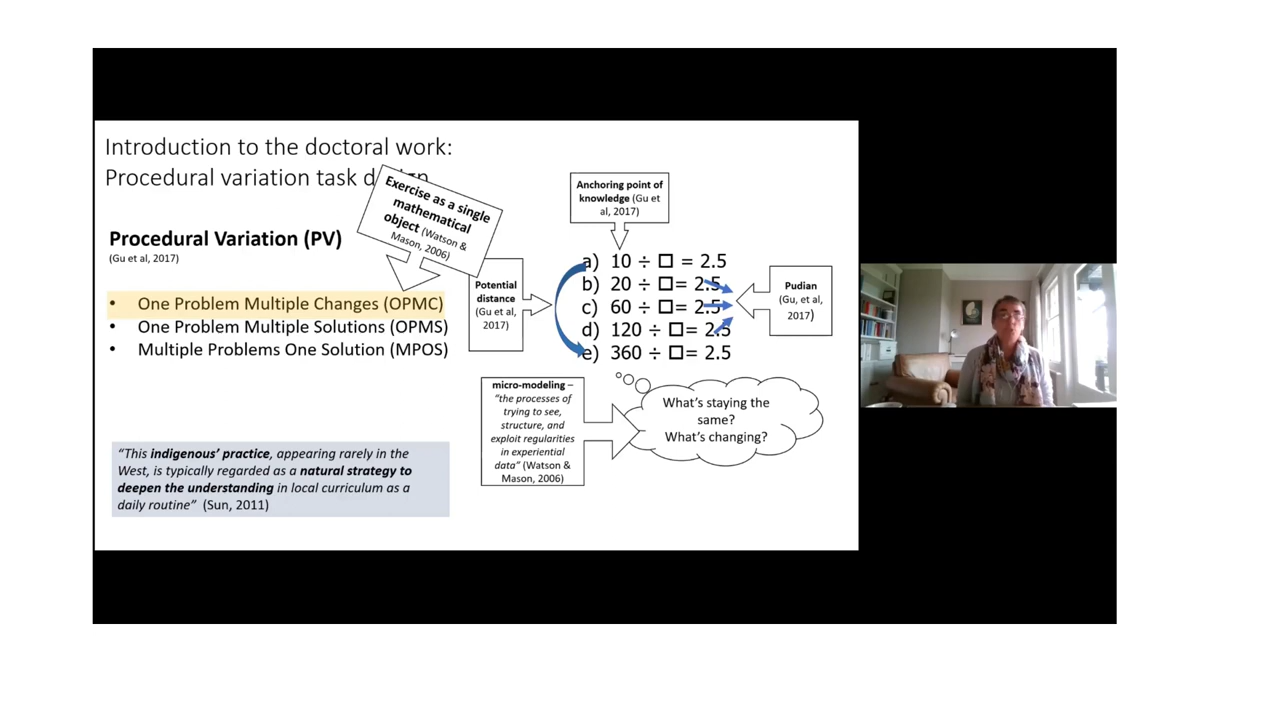 Introduction to the doctoral work:
Procedural variation task d
Exercise as a single
mathematical
object (Watson &
Mason, 2006)
Procedural Variation (PV)
(Gu et al, 2017)
• One Problem Multiple Changes (OPMC)
• One Problem Multiple Solutions (OPMS)
• Multiple Problems One Solution (MPOS)
“This indigenous’ practice, appearing rarely in the
West, is typically regarded as a natural strategy to
deepen the understanding in local curriculum as a
daily routine” (Sun, 2011)
Anchoring point of
knowledge (Gu et
al, 2017)
Potential
distance
(Gu et al,
2017)
a) 10 ÷ □ = 2.5
b) 20 ÷ □= 2.5
c) 60 ÷ □= 2.5
d) 120 ÷ □= 2.5
e) 360 ÷ □= 2.5
Pudian
(Gu, et al,
2017)
micro-modeling –
“the processes of
trying to see,
structure, and
exploit regularities
in experiential
data” (Watson &
Mason, 2006)
What’s staying the
same?
What’s changing?